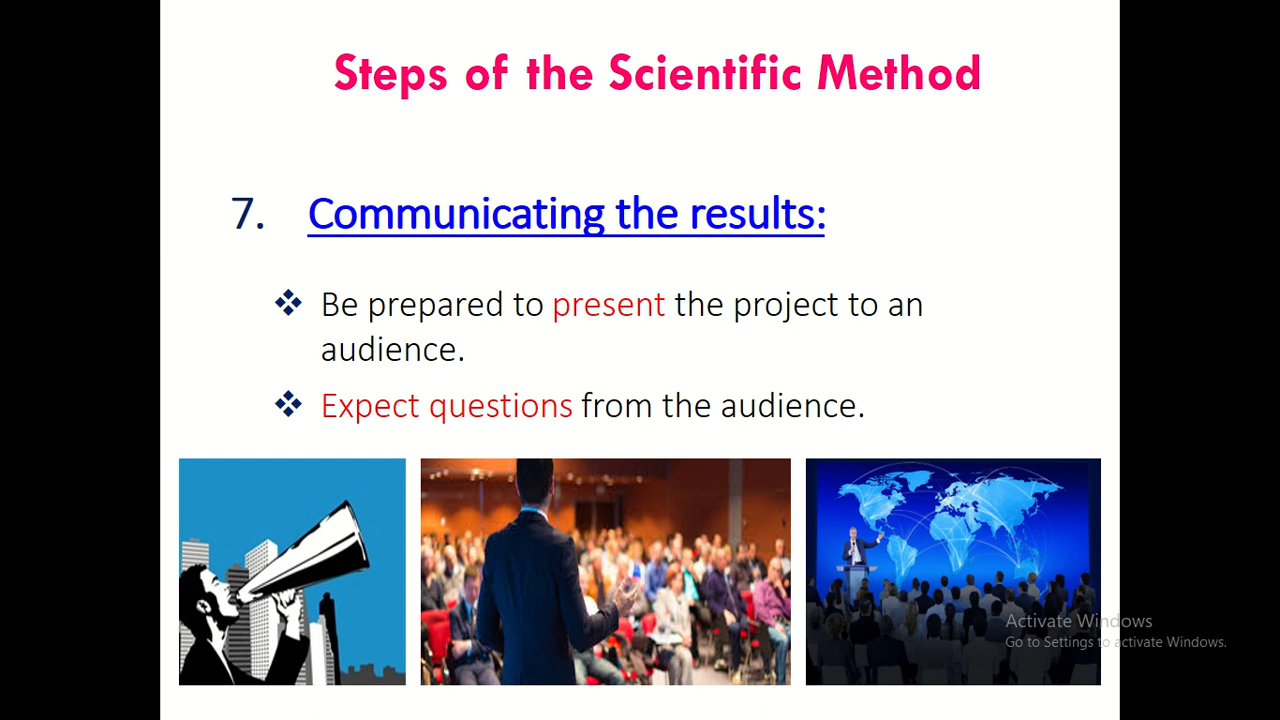 Steps of the Scientific Method
7. Communicating the results:
❖ Be prepared to present the project to an
audience.
❖ Expect questions from the audience.
Activate Windows
Go to Settings to activate Windows.